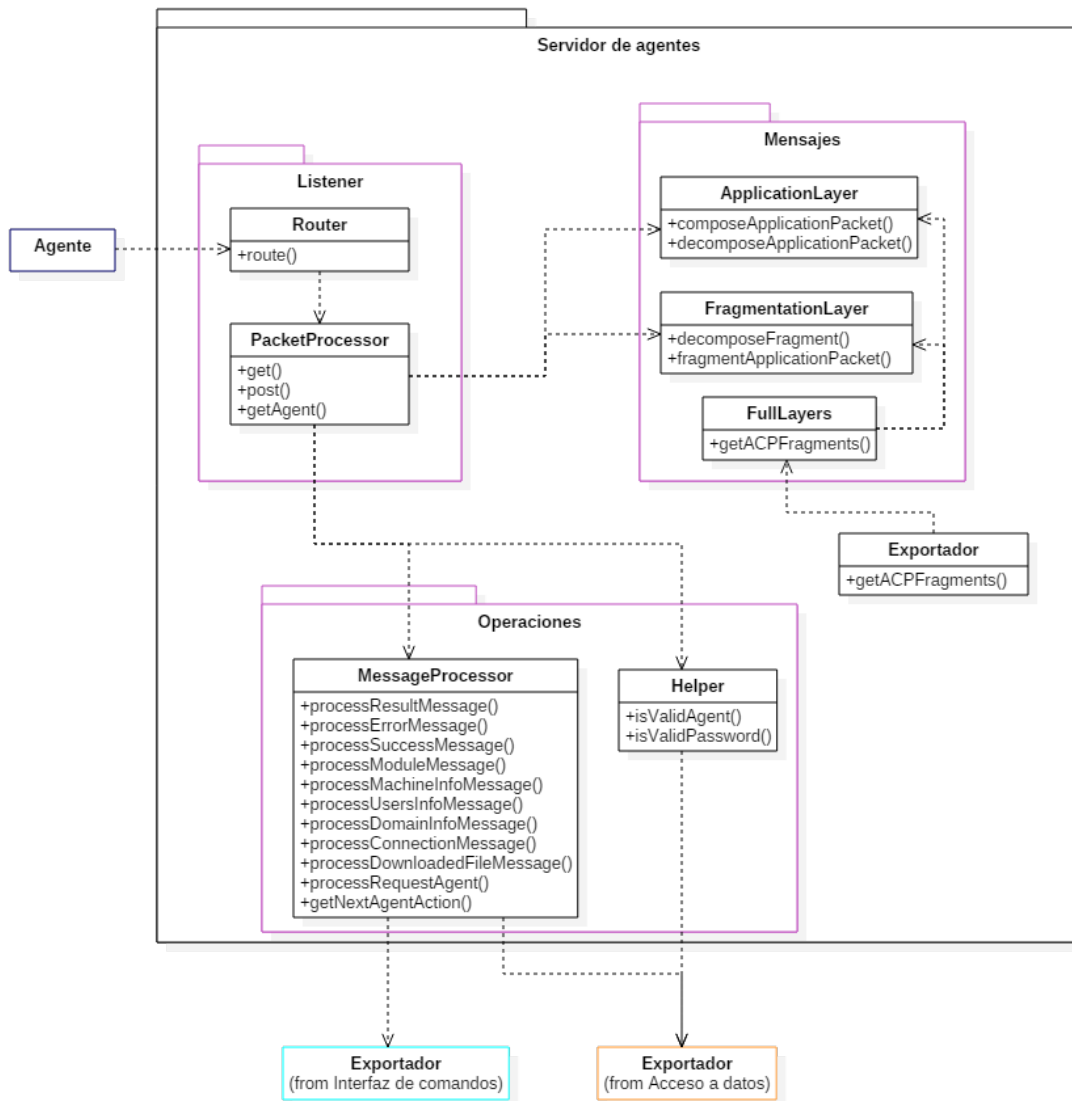 Servidor de agentes
Mensajes
ApplicationLayer
+composeApplicationPacket()
+decomposeApplicationPacket()
FragmentationLayer
+decomposeFragment()
+fragmentApplicationPacket()
FullLayers
+getACPFragments()
Listener
Router
+route()
Agente
PacketProcessor
+get()
+post()
+getAgent()
Exportador
+getACPFragments()
Operaciones
MessageProcessor
+processResultMessage()
+processErrorMessage()
+processSuccessMessage()
+processModuleMessage()
+processMachineInfoMessage()
+processUsersInfoMessage()
+processDomainInfoMessage()
+processConnectionMessage()
+processDownloadedFileMessage()
+processRequestAgent()
+getNextAgentAction()
Helper
+isValidAgent()
+isValidPassword()
Exportador
(from Interfaz de comandos)
Exportador
(from Acceso a datos)